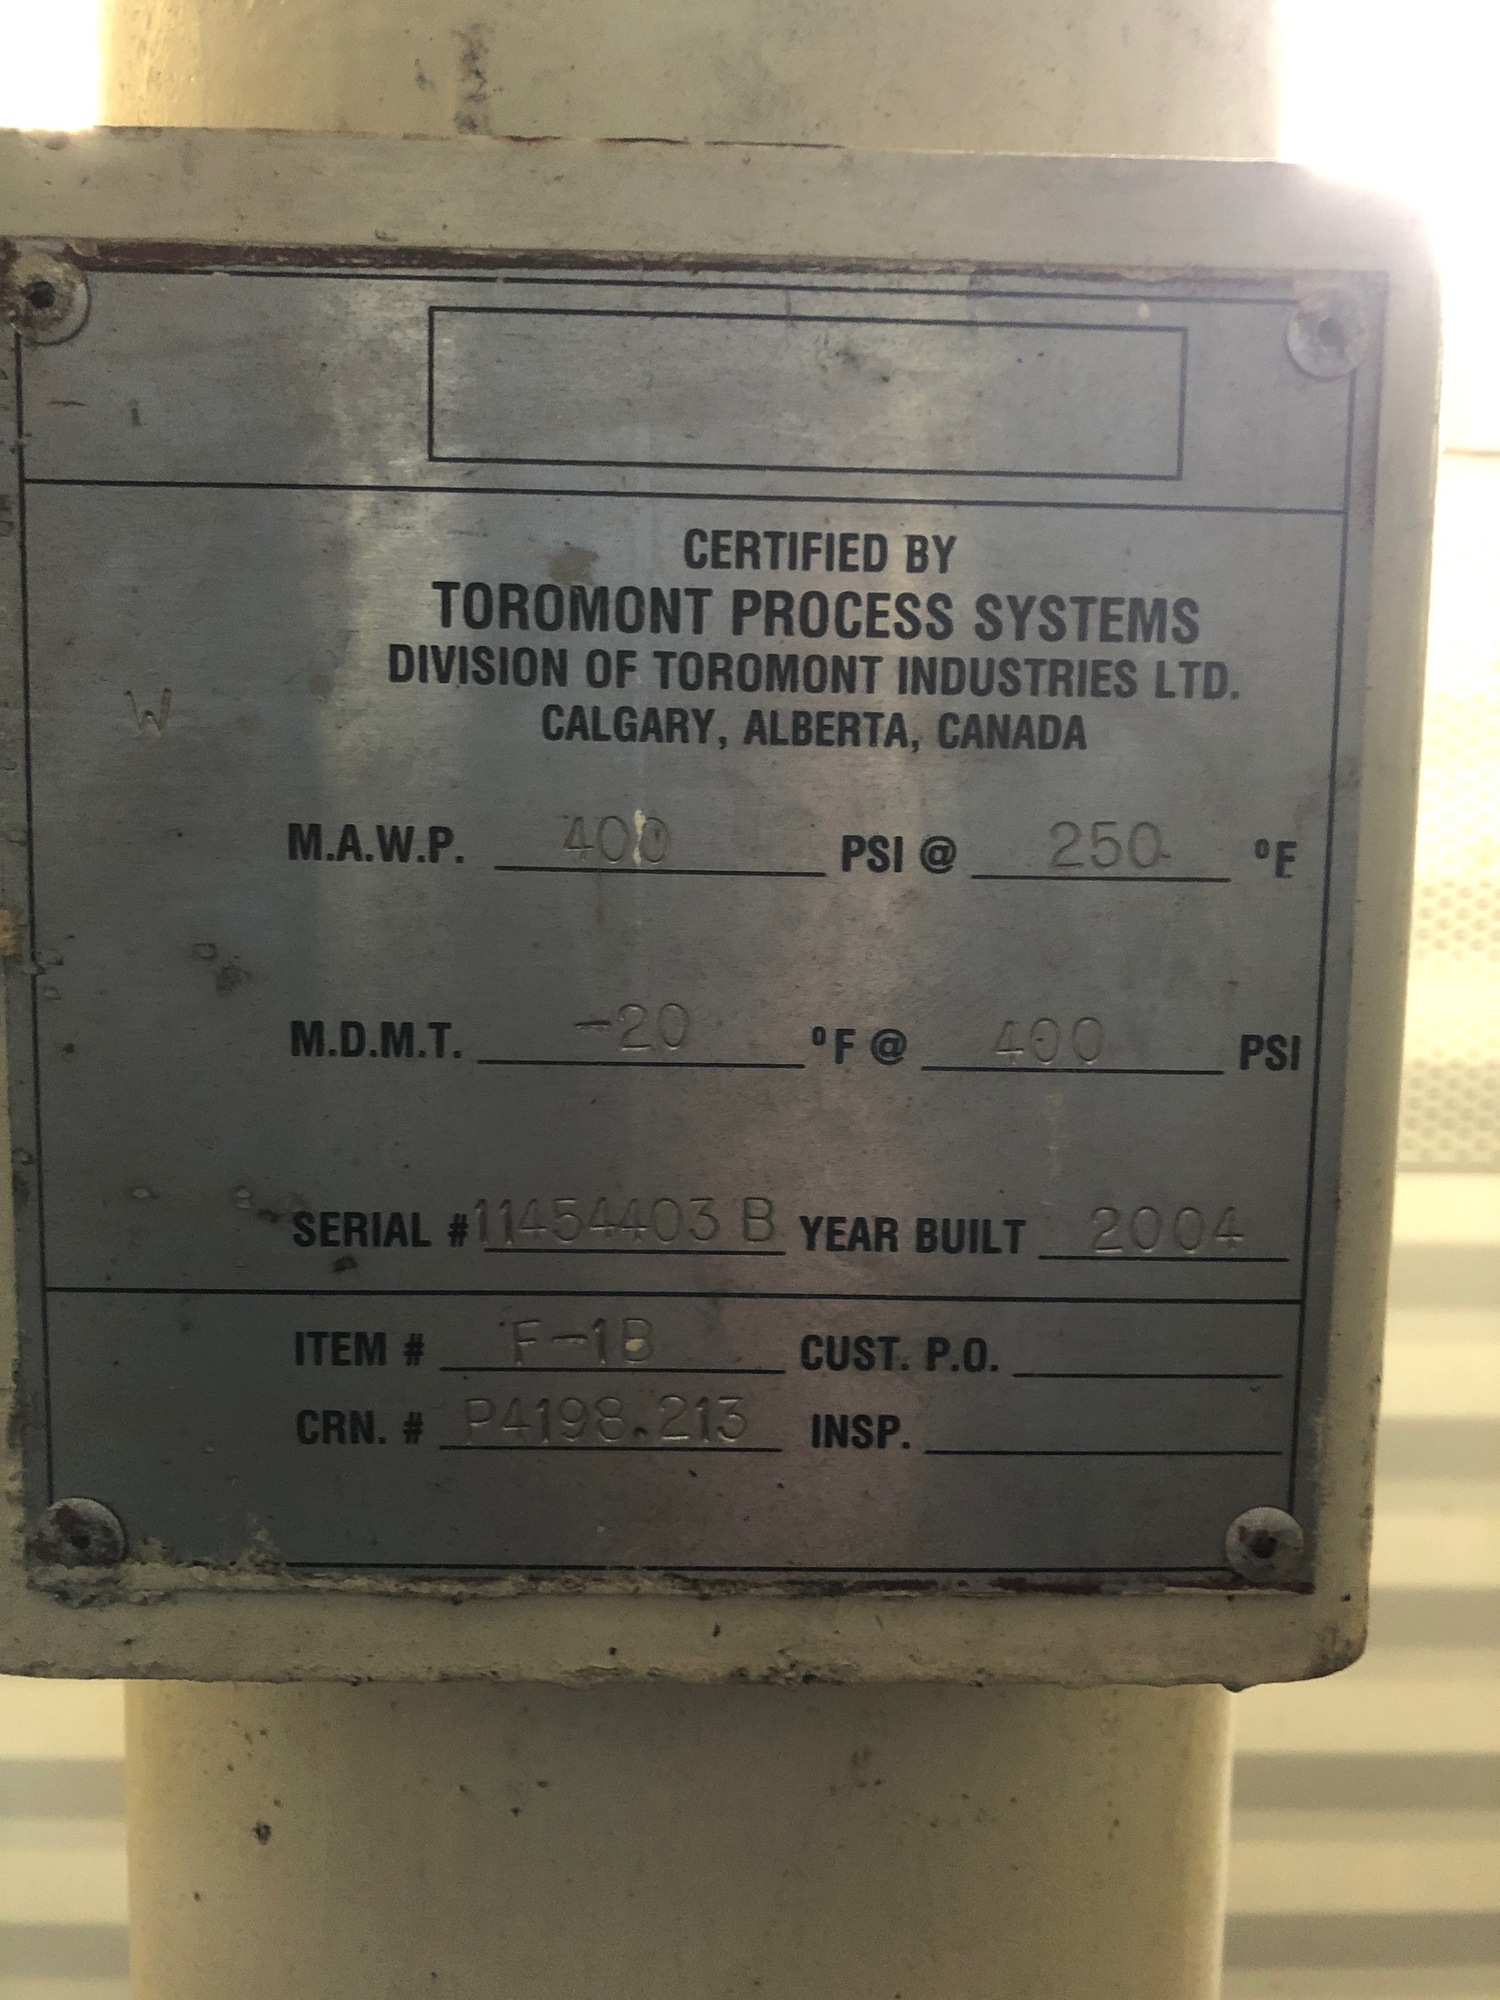 W
CERTIFIED BY
TOROMONT PROCESS SYSTEMS
DIVISION OF TOROMONT INDUSTRIES LTD.
CALGARY, ALBERTA, CANADA
M.A.W.P. 400 PSI @ 250 °F
M.D.M.T. -20 °F @ 400 PSI
SERIAL # 11454403 B YEAR BUILT 2004
ITEM # F-1B CUST. P.O.
CRN. # P4198.213 INSP.